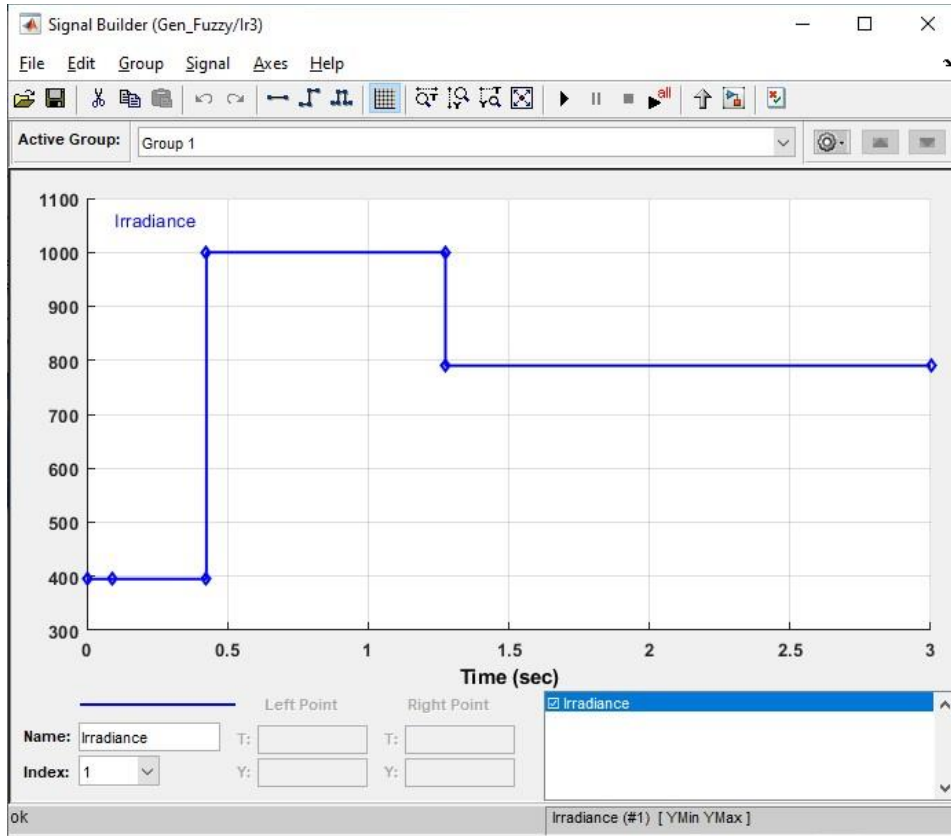 Signal Builder (Gen_Fuzzy/Ir3)
File Edit Group Signal Axes Help
all
Active Group: Group 1
1100
Irradiance
1000
900
800
700
600
500
400
300
0 0.5 1 1.5 2 2.5 3
Time (sec)
Left Point Right Point
Irradiance
Name: Irradiance T: T:
Index: 1 Y: Y:
ok Irradiance (#1) [ YMin YMax ]